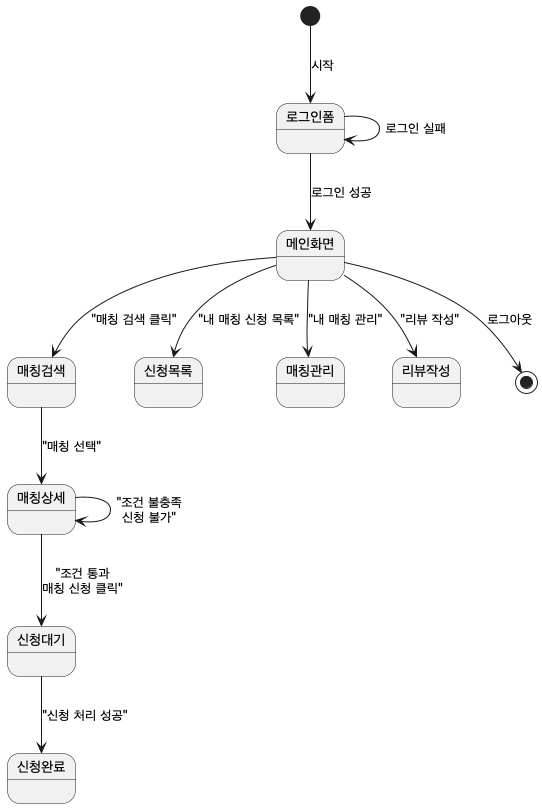 시작
로그인폼
로그인 실패
로그인 성공
메인화면
"매칭 검색 클릭"
"내 매칭 신청 목록"
"내 매칭 관리"
"리뷰 작성"
로그아웃
매칭검색
신청목록
매칭관리
리뷰작성
"매칭 선택"
매칭상세
"조건 불충족
신청 불가"
"조건 통과
매칭 신청 클릭"
신청대기
"신청 처리 성공"
신청완료